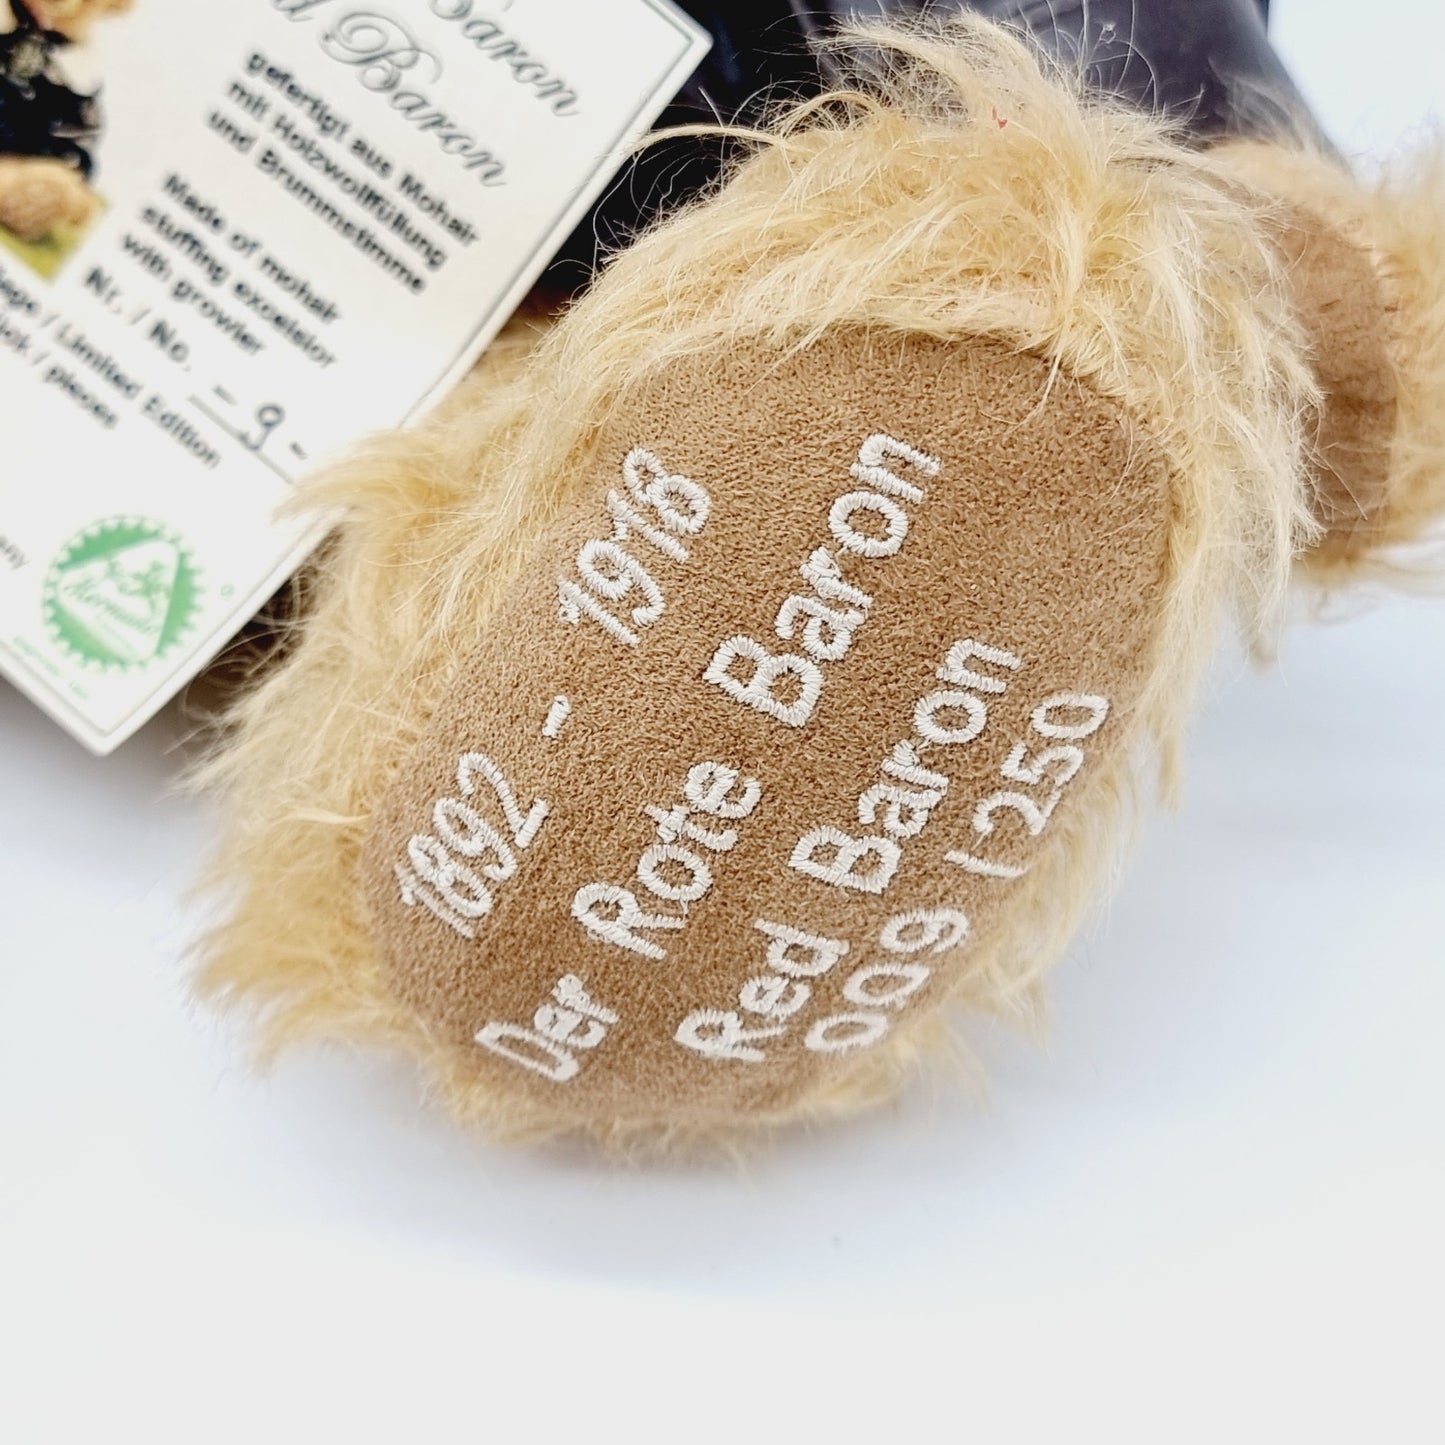 Baron
Baron
gefertigt aus Mohair
mit Holzwollfüllung
und Brummstimme
Made of mohair
stuffing excelsior
with growler
Nr. / No. - 9 -
/ Limited Edition
/ pieces
Hermann
1892 - 1918
Der Rote Baron
Red Baron
009 / 250